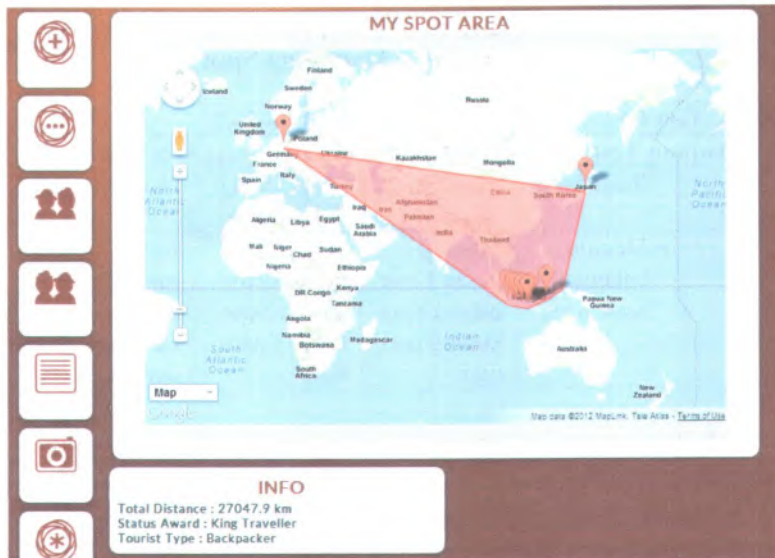 MY SPOT AREA
Iceland
Finland
Sweden
Norway
Russia
United Kingdom
Poland
Germany
Ukraine
France
Kazakhstan
Mongolia
Italy
Spain
Turkey
China
South Korea
Japan
North Atlantic Ocean
North Pacific Ocean
Afghanistan
Iraq
Iran
Pakistan
Algeria
Libya
Egypt
Saudi Arabia
India
Thailand
Mali
Niger
Chad
Sudan
Nigeria
Ethiopia
Kenya
DR Congo
Tanzania
Papua New Guinea
Angola
Namibia
Botswana
Madagascar
Indian Ocean
Australia
South Atlantic Ocean
South Africa
New Zealand
Map
Google
Map data ©2012 MapLink, Tele Atlas - Terms of Use
INFO
Total Distance : 27047.9 km
Status Award : King Traveller
Tourist Type : Backpacker